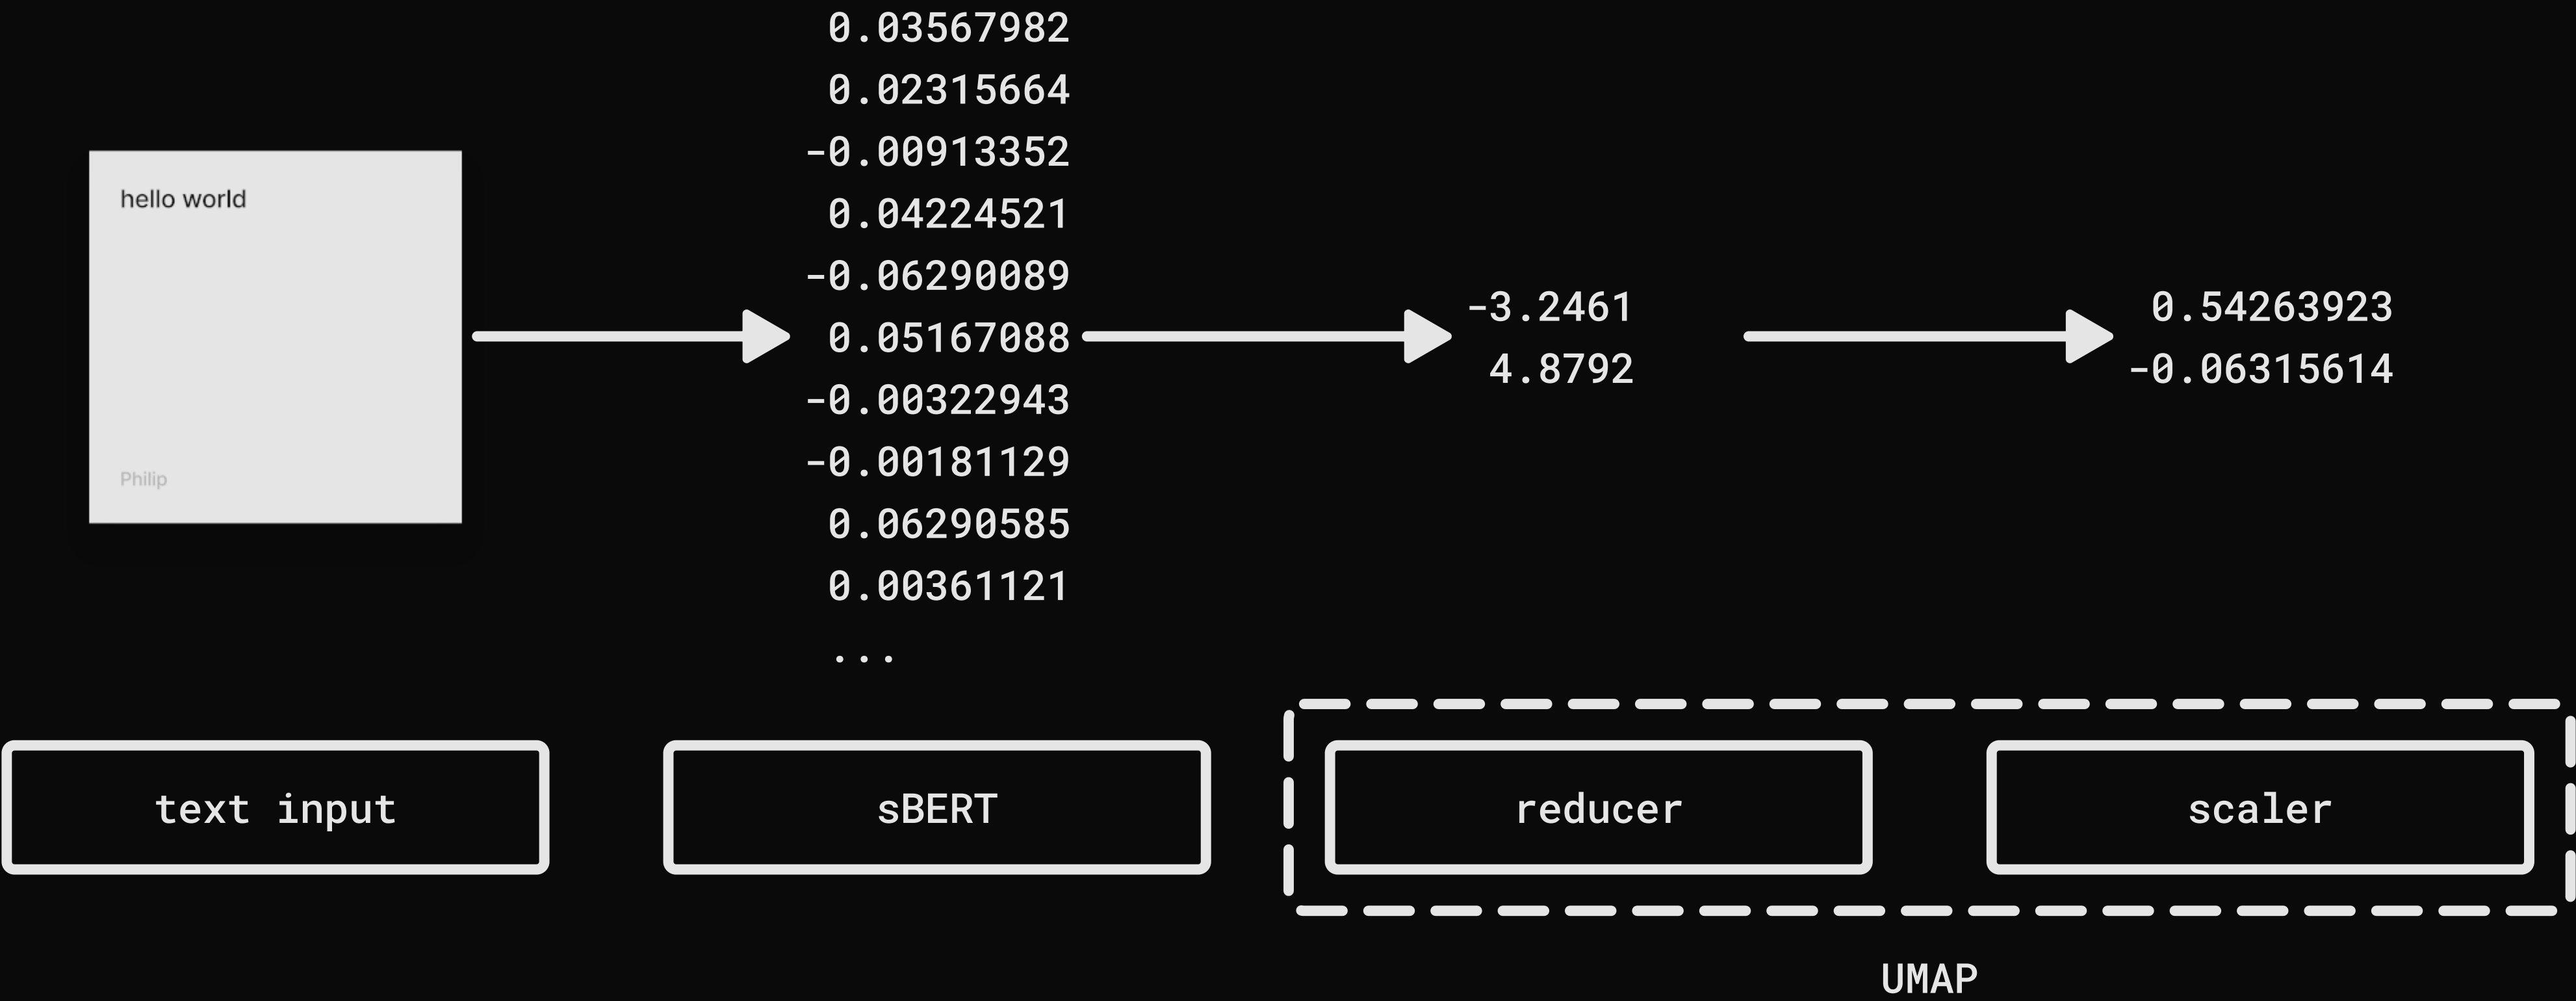 hello world
Philip
0.03567982
0.02315664
-0.00913352
0.04224521
-0.06290089
0.05167088
-0.00322943
-0.00181129
0.06290585
0.00361121
...
-3.2461
4.8792
0.54263923
-0.06315614
text input
sBERT
reducer
scaler
UMAP